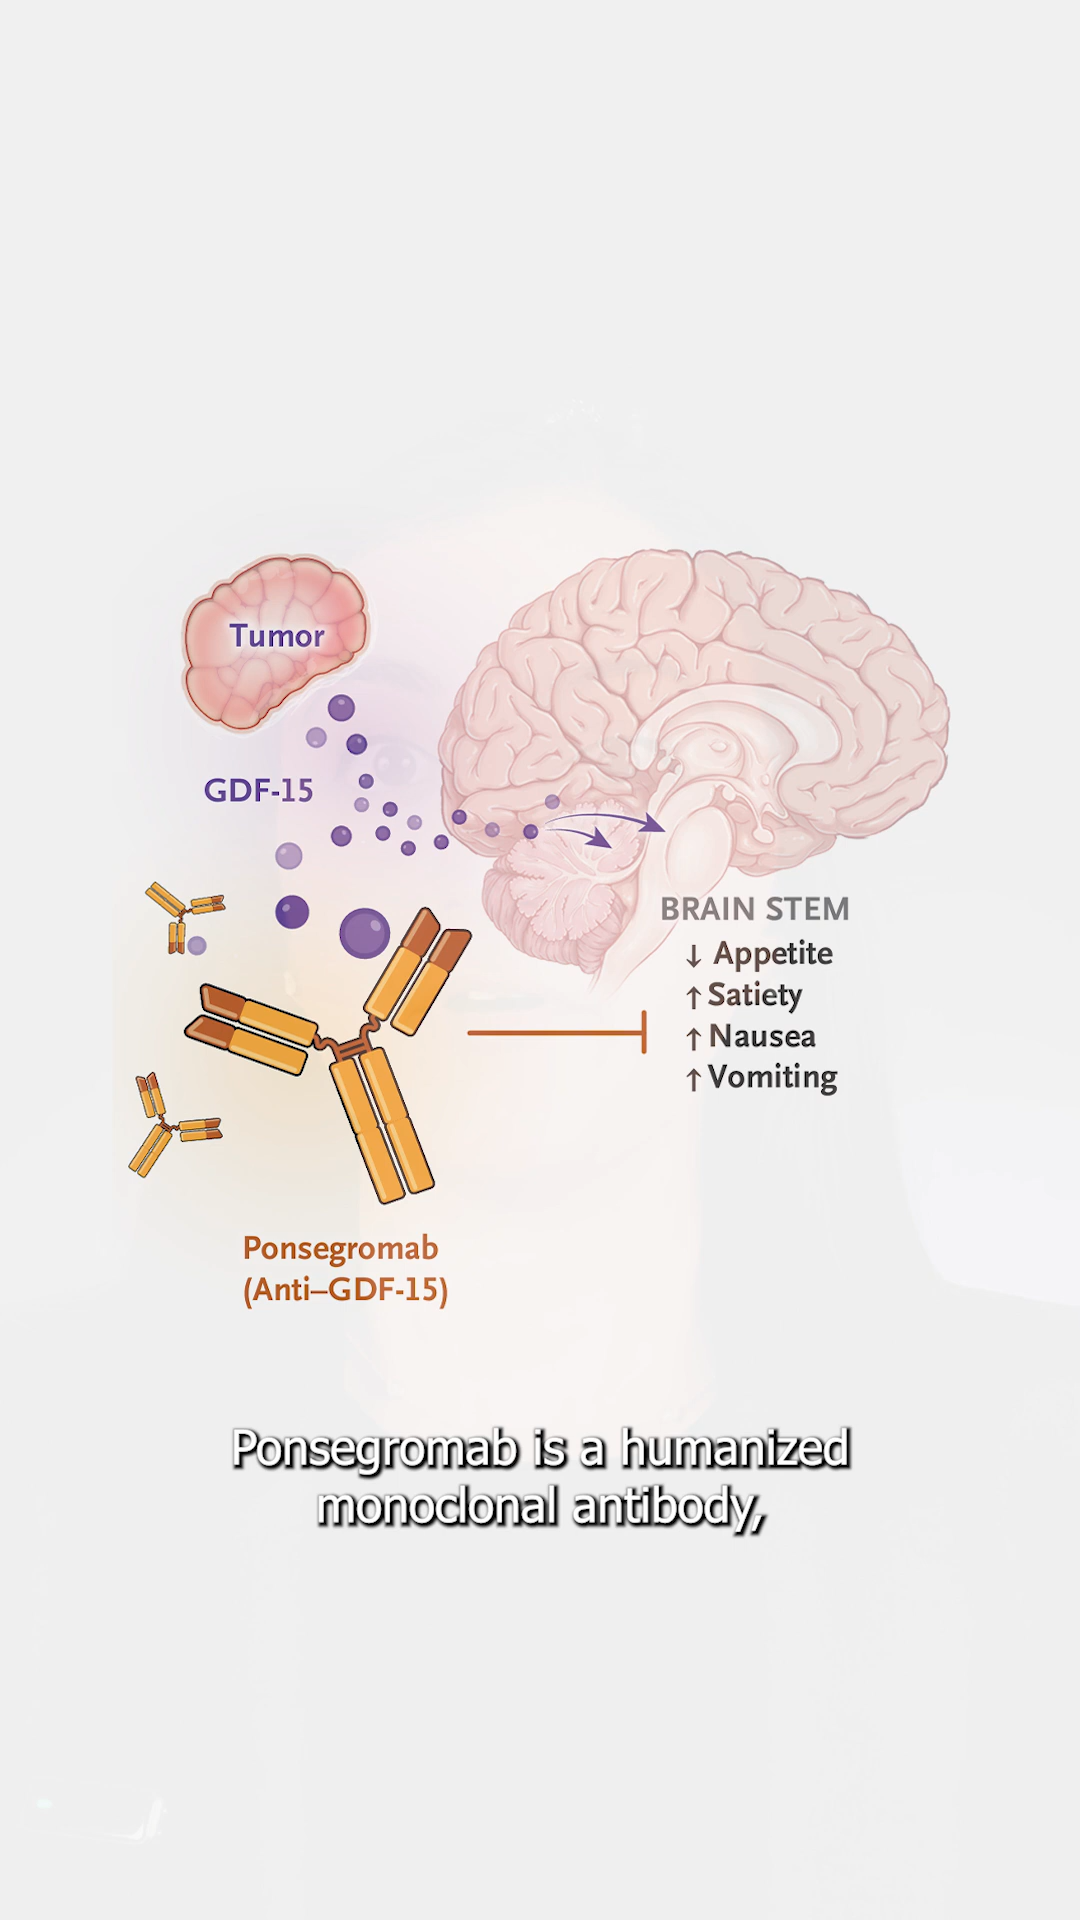 Tumor
GDF-15
BRAIN STEM
↓ Appetite
↑ Satiety
↑ Nausea
↑ Vomiting
Ponsegromab
(Anti–GDF-15)
Ponsegromab is a humanized
monoclonal antibody,